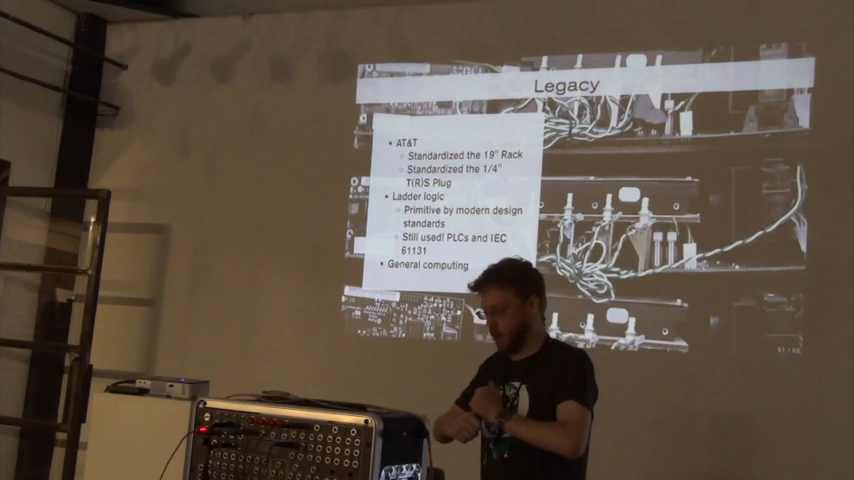 Legacy
• AT&T
○ Standardized the 19" Rack
○ Standardized the 1/4"
T(R)S Plug
• Ladder logic
○ Primitive by modern design
standards
○ Still used! PLCs and IEC
61131
• General computing